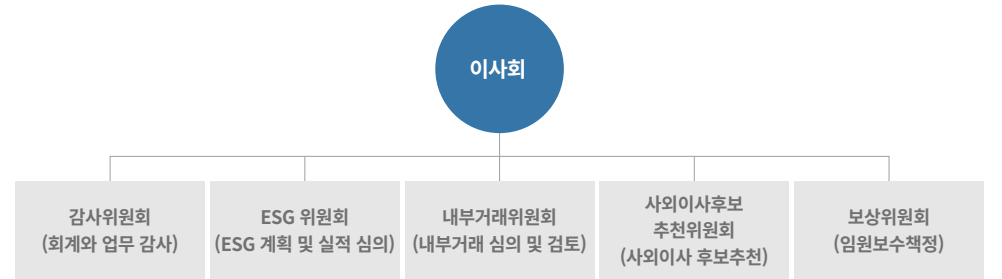 이사회
감사위원회
(회계와 업무 감사)
ESG 위원회
(ESG 계획 및 실적 심의)
내부거래위원회
(내부거래 심의 및 검토)
사외이사후보
추천위원회
(사외이사 후보추천)
보상위원회
(임원보수책정)